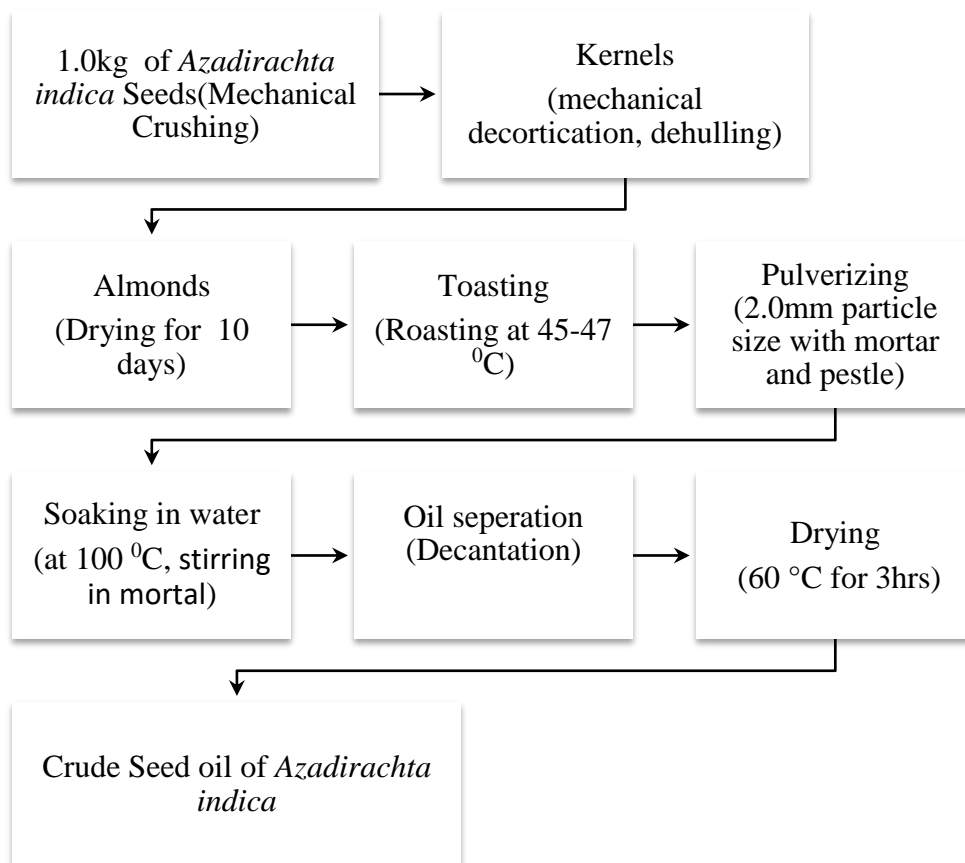 1.0kg of Azadirachta
indica Seeds(Mechanical
Crushing)
Kernels
(mechanical
decortication, dehulling)
Almonds
(Drying for 10
days)
Toasting
(Roasting at 45-47
⁰C)
Pulverizing
(2.0mm particle
size with mortar
and pestle)
Soaking in water
(at 100 ⁰C, stirring
in mortal)
Oil seperation
(Decantation)
Drying
(60 °C for 3hrs)
Crude Seed oil of Azadirachta
indica